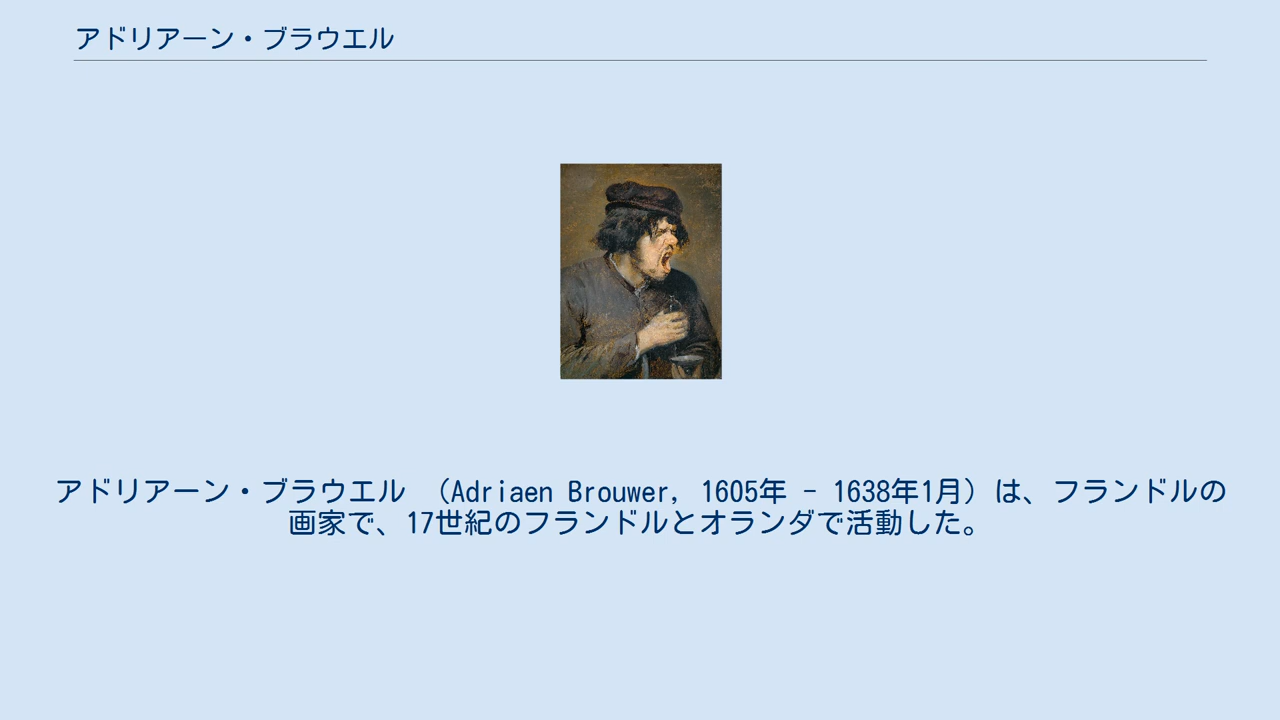 アドリアーン・ブラウエル
アドリアーン・ブラウエル （Adriaen Brouwer, 1605年 - 1638年1月）は、フランドルの
画家で、17世紀のフランドルとオランダで活動した。